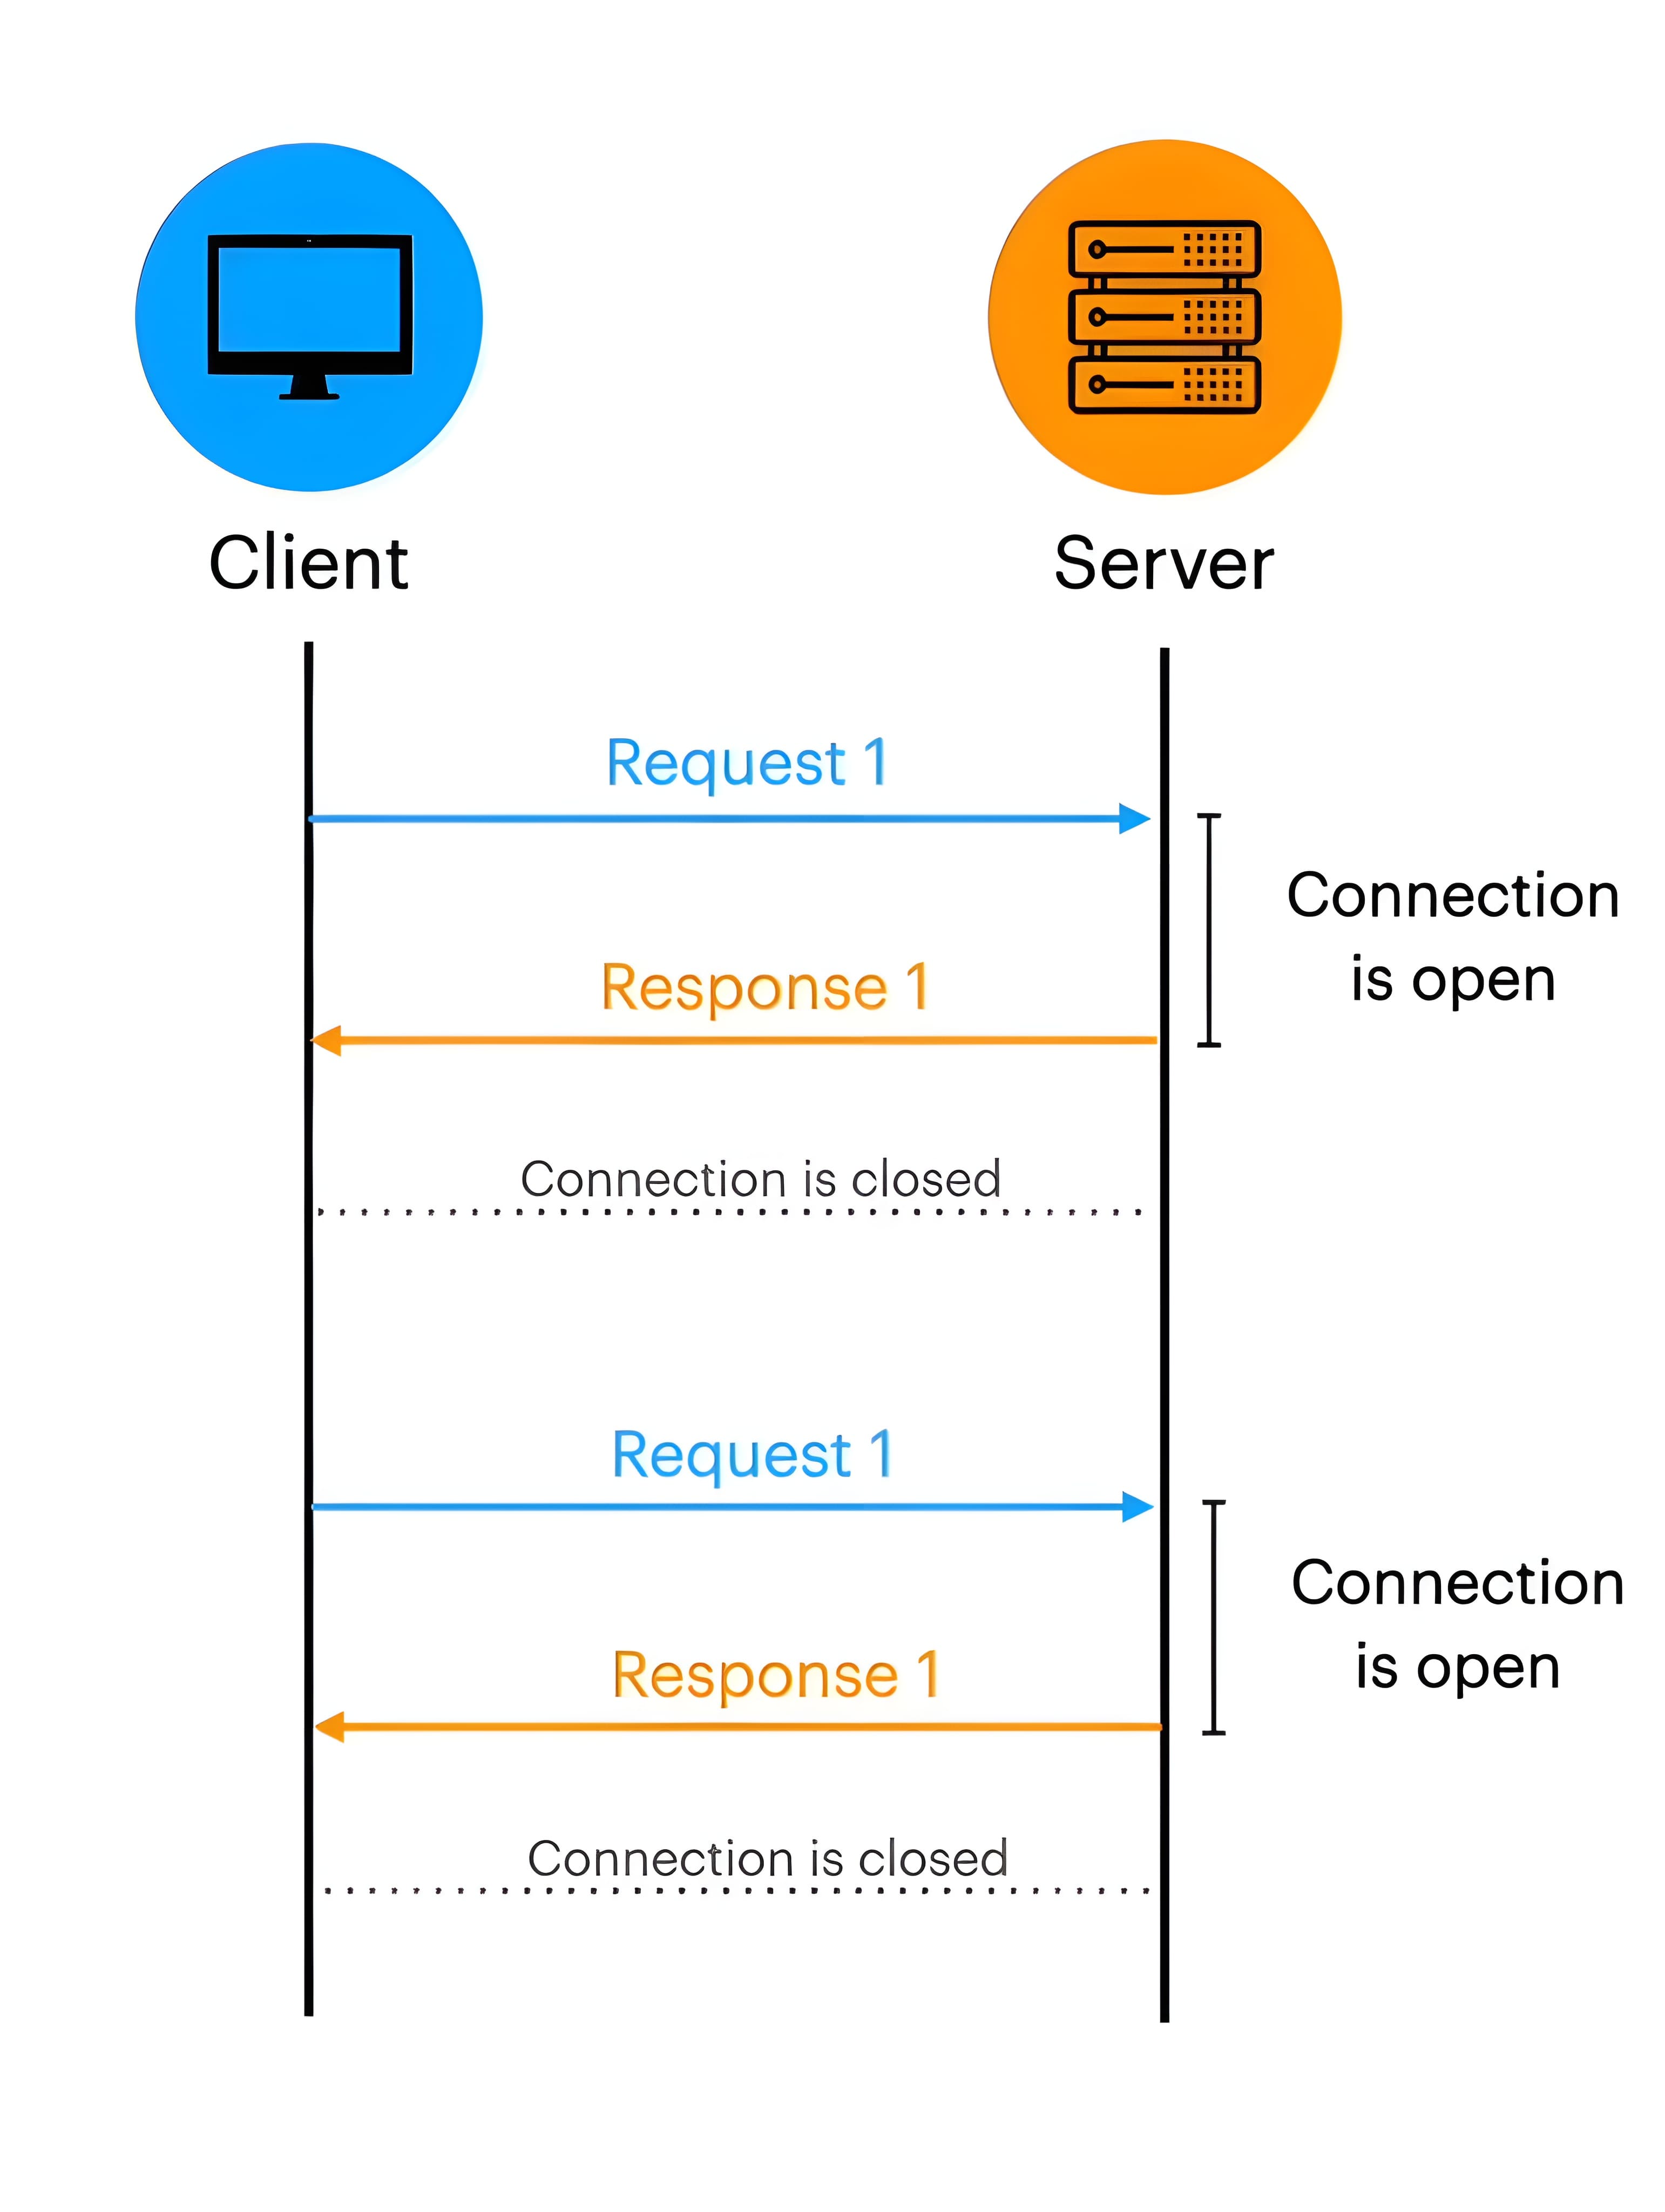 Client
Server
Request 1
Connection
is open
Response 1
Connection is closed
Request 1
Connection
is open
Response 1
Connection is closed